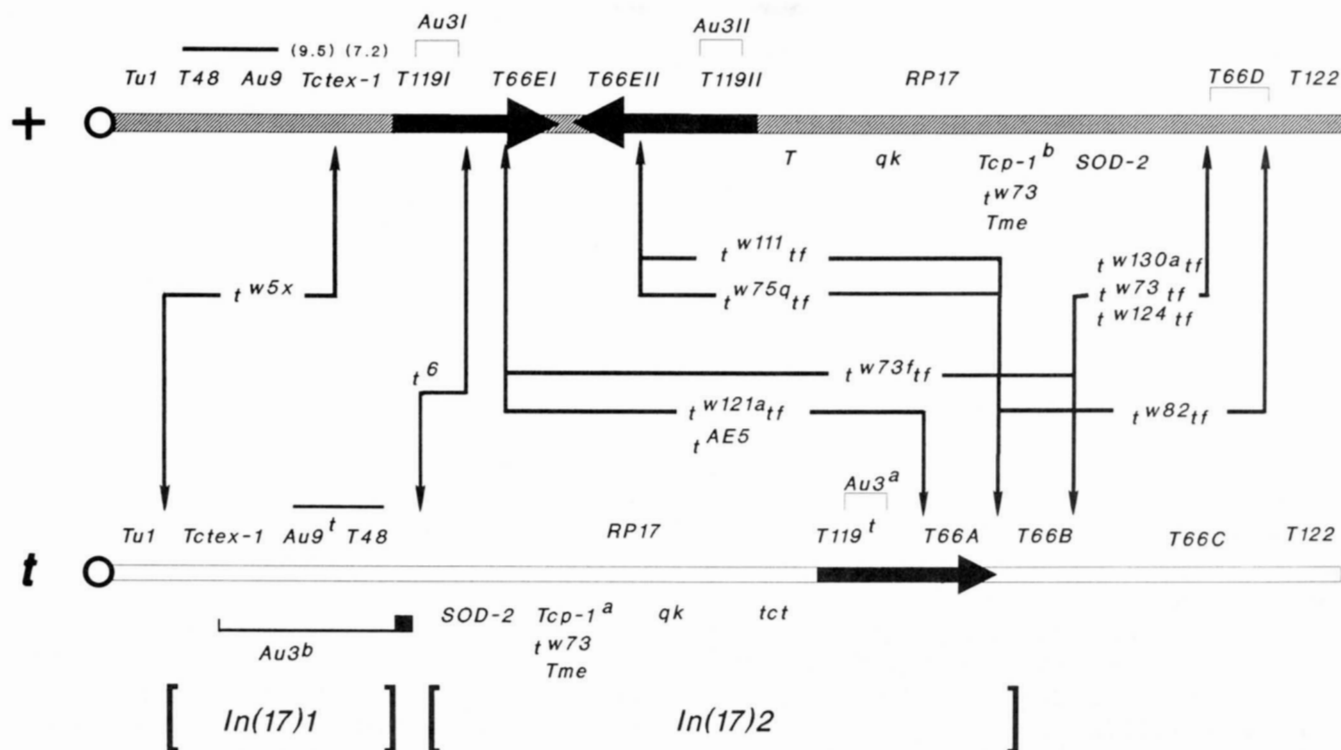 Au3I Au3II
(9.5) (7.2)
Tu1 T48 Au9 Tctex-1 T119I T66EI T66EII T119II RP17 T66D T122
+
T qk Tcp-1ᵇ SOD-2
tʷ⁷³
Tme
tʷ¹¹¹tf
tʷ¹³⁰ᵃtf
tʷ⁵ˣ tʷ⁷⁵qtf tʷ⁷³tf
tʷ¹²⁴tf
t⁶ tʷ⁷³ᶠtf
tʷ¹²¹ᵃtf tʷ⁸²tf
tᴬᴱ⁵
Au3ᵃ
Tu1 Tctex-1 Au9ᵗ T48 RP17 T119ᵗ T66A T66B T66C T122
t
SOD-2 Tcp-1ᵃ qk tct
Au3ᵇ tʷ⁷³
Tme
[ In(17)1 ] [ In(17)2 ]